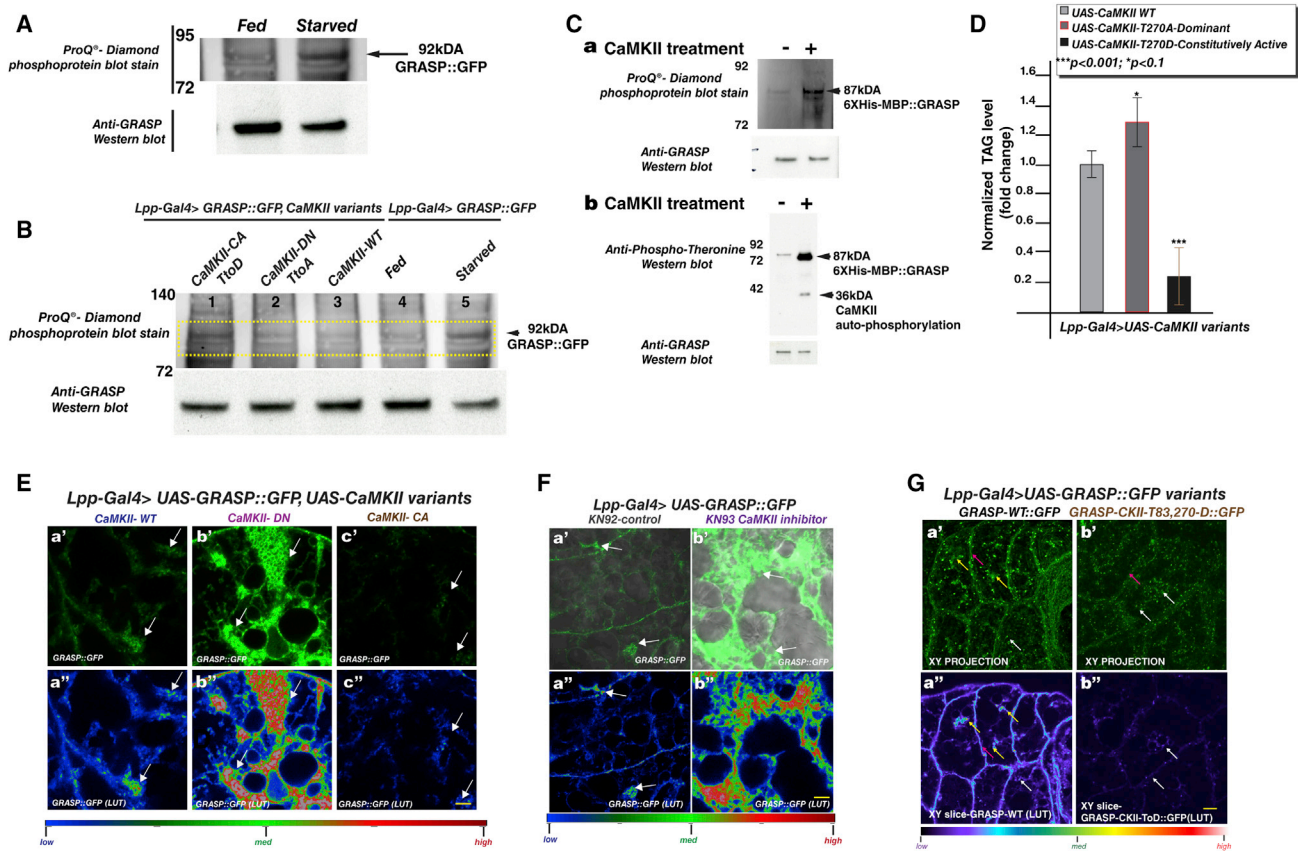 A
Fed Starved
95
ProQ®- Diamond
phosphoprotein blot stain
92kDA
GRASP::GFP
72
Anti-GRASP
Western blot
B
Lpp-Gal4> GRASP::GFP, CaMKII variants
Lpp-Gal4> GRASP::GFP
CaMKII-CA
TtoD
CaMKII-DN
TtoA
CaMKII-WT
Fed
Starved
140
1 2 3 4 5
ProQ®- Diamond
phosphoprotein blot stain
92kDA
GRASP::GFP
72
Anti-GRASP
Western blot
C
a CaMKII treatment - +
92
ProQ®- Diamond
phosphoprotein blot stain
87kDA
6XHis-MBP::GRASP
72
Anti-GRASP
Western blot
b CaMKII treatment - +
Anti-Phospho-Theronine
Western blot
92
72
87kDA
6XHis-MBP::GRASP
42
36kDA
CaMKII
auto-phosphorylation
Anti-GRASP
Western blot
D
UAS-CaMKII WT
UAS-CaMKII-T270A-Dominant
UAS-CaMKII-T270D-Constitutively Active
***p<0.001; *p<0.1
Normalized TAG level
(fold change)
1.6
1.4
1.2
1.0
0.6
0.4
0.2
*
***
Lpp-Gal4>UAS-CaMKII variants
E
Lpp-Gal4> UAS-GRASP::GFP, UAS-CaMKII variants
CaMKII- WT
CaMKII- DN
CaMKII- CA
a' b' c'
GRASP::GFP
GRASP::GFP
GRASP::GFP
a'' b'' c''
GRASP::GFP (LUT)
GRASP::GFP (LUT)
GRASP::GFP (LUT)
low med high
F
Lpp-Gal4> UAS-GRASP::GFP
KN92-control
KN93 CaMKII inhibitor
a' b'
GRASP::GFP
GRASP::GFP
a'' b''
GRASP::GFP (LUT)
GRASP::GFP (LUT)
low med high
G
Lpp-Gal4>UAS-GRASP::GFP variants
GRASP-WT::GFP
GRASP-CKII-T83,270-D::GFP
a' b'
XY PROJECTION
XY PROJECTION
a'' b''
XY slice-GRASP-WT (LUT)
XY slice-
GRASP-CKII-ToD::GFP(LUT)
low med high